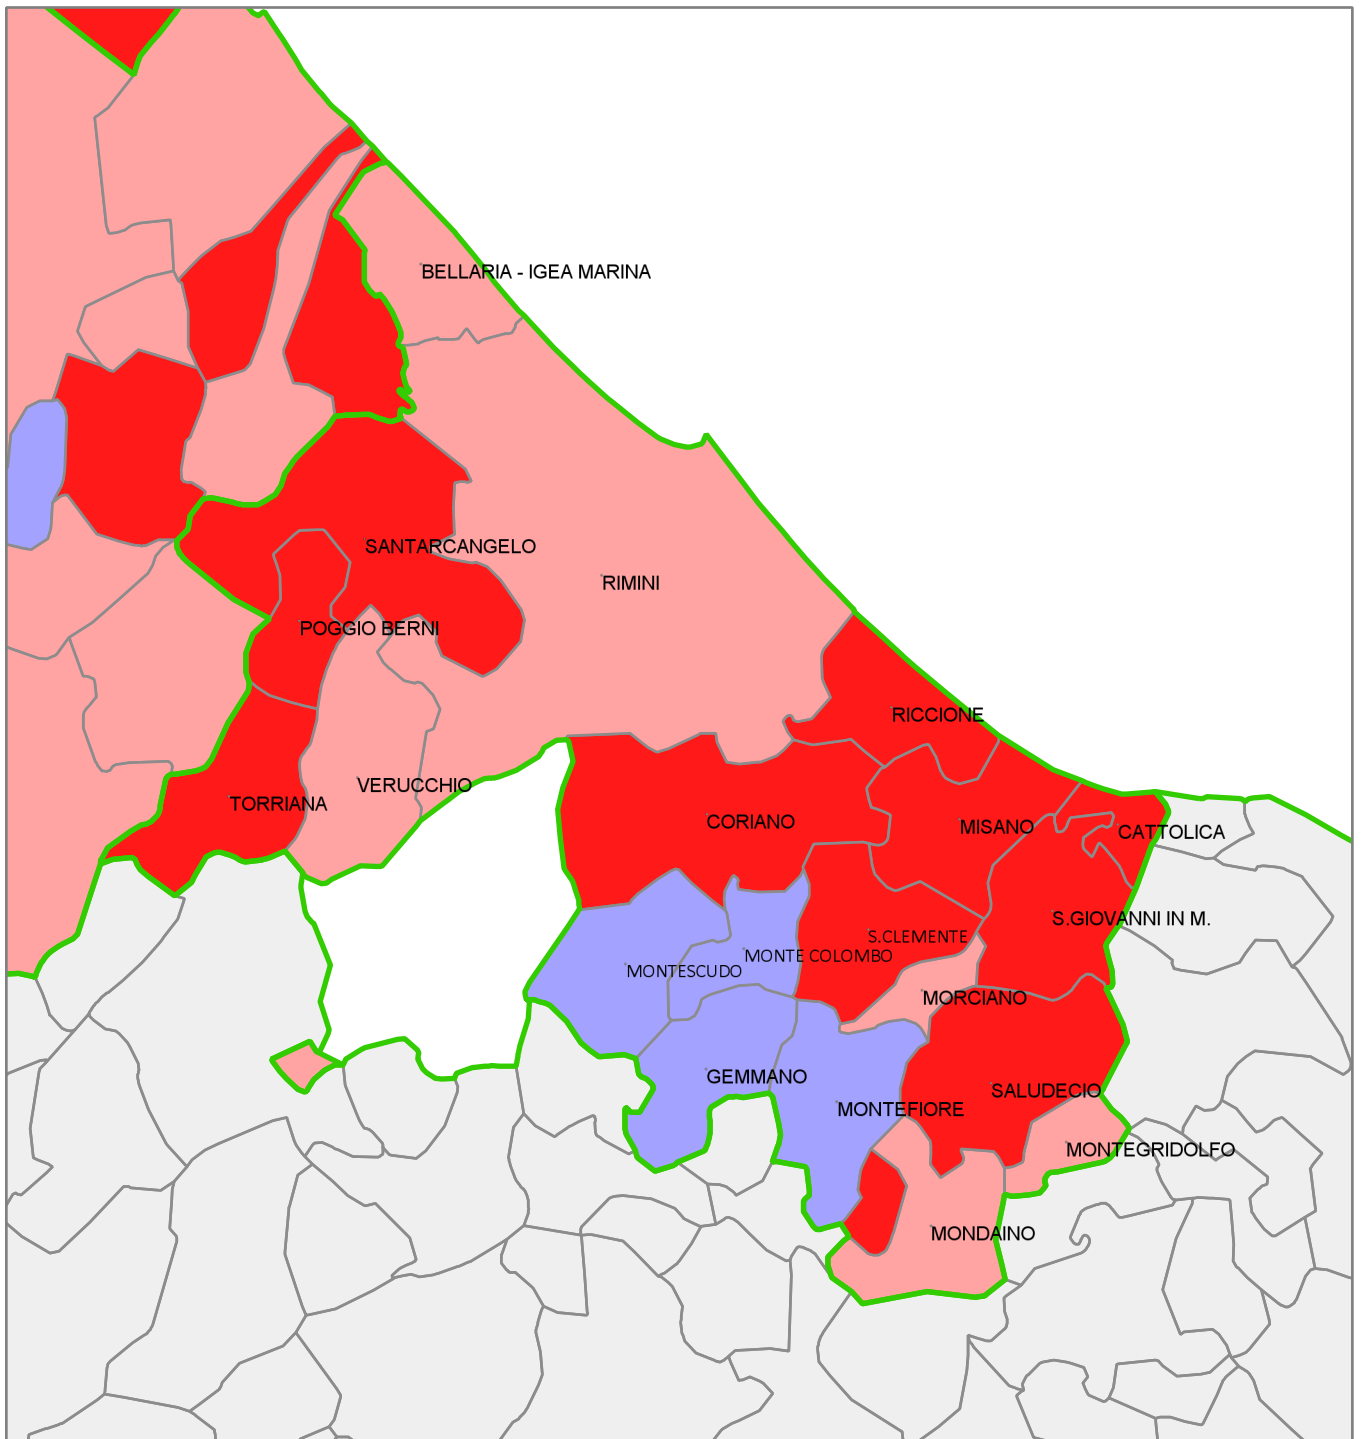 BELLARIA - IGEA MARINA
SANTARCANGELO
RIMINI
POGGIO BERNI
RICCIONE
VERUCCHIO
TORRIANA
CORIANO
MISANO
CATTOLICA
S.GIOVANNI IN M.
S.CLEMENTE
MONTE COLOMBO
MONTESCUDO
MORCIANO
GEMMANO
SALUDECIO
MONTEFIORE
MONTEGRIDOLFO
MONDAINO